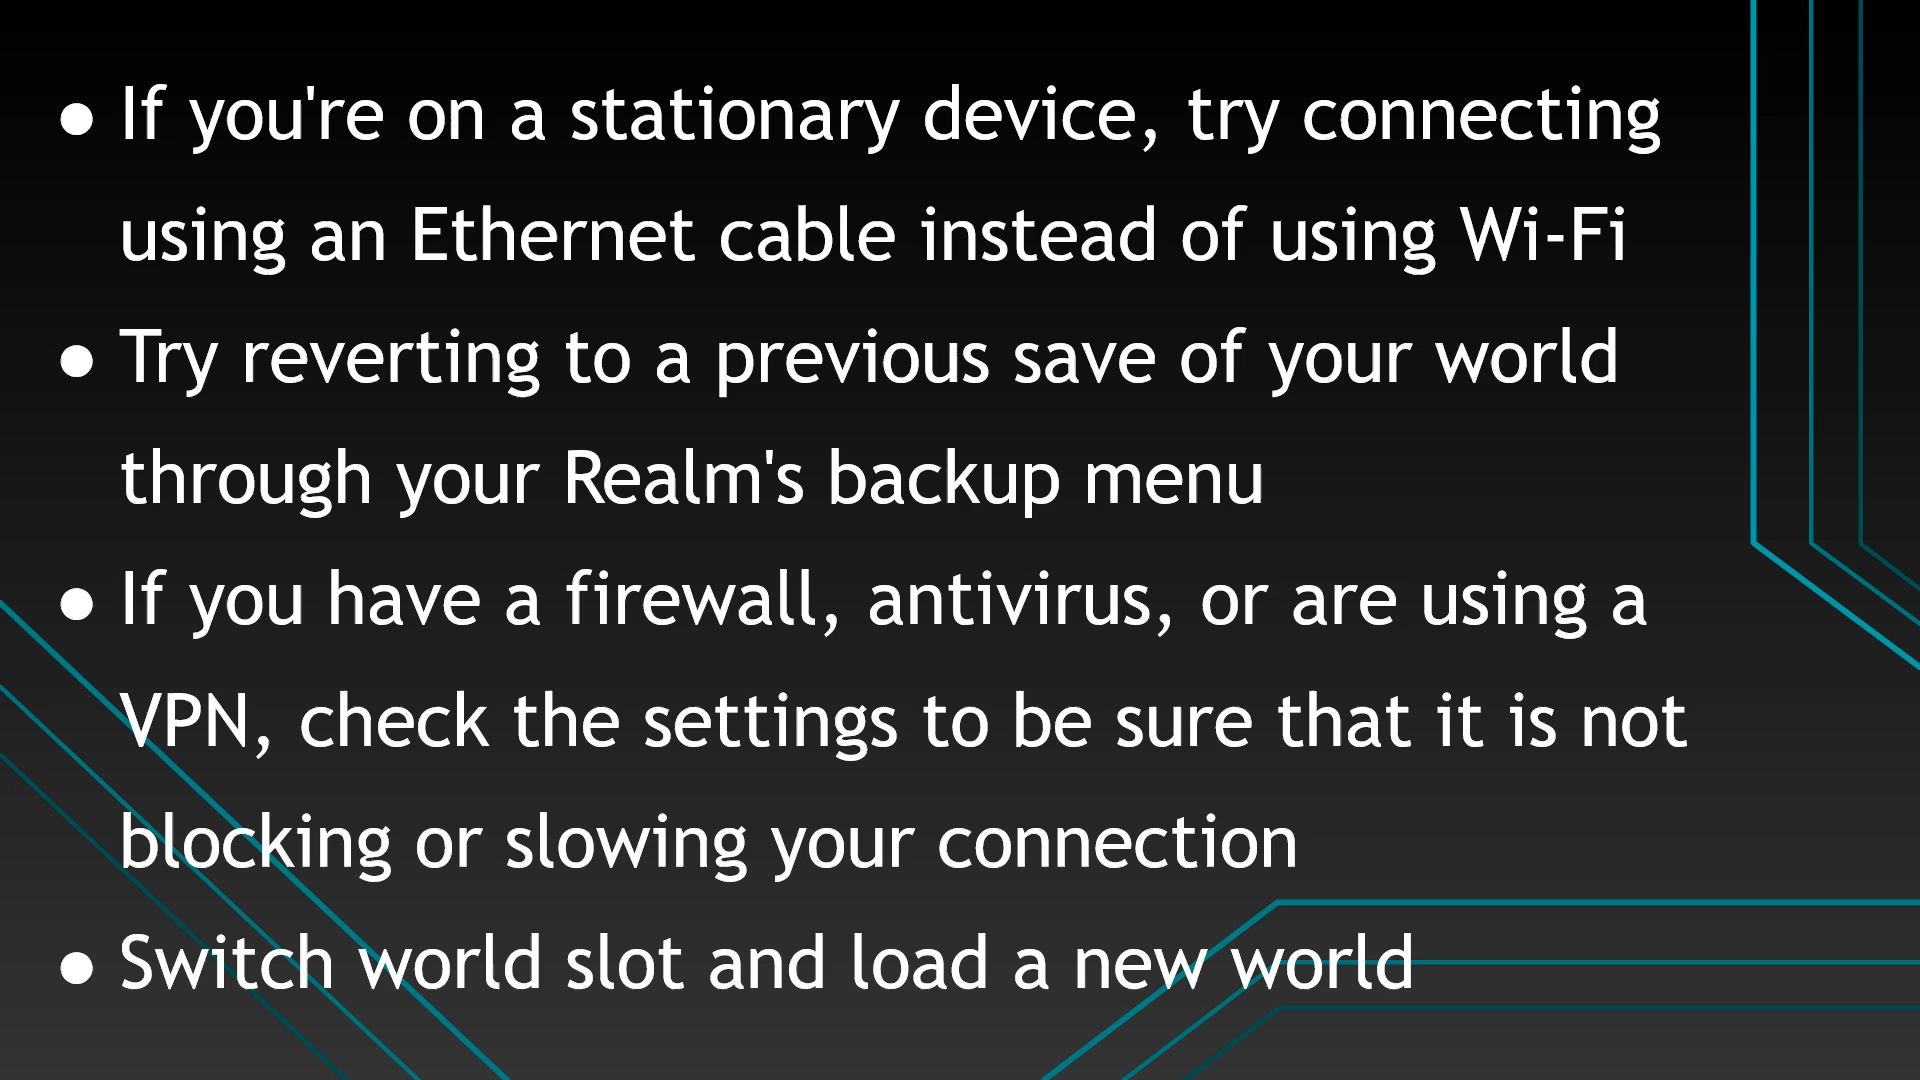 ● If you're on a stationary device, try connecting
using an Ethernet cable instead of using Wi-Fi
● Try reverting to a previous save of your world
through your Realm's backup menu
● If you have a firewall, antivirus, or are using a
VPN, check the settings to be sure that it is not
blocking or slowing your connection
● Switch world slot and load a new world